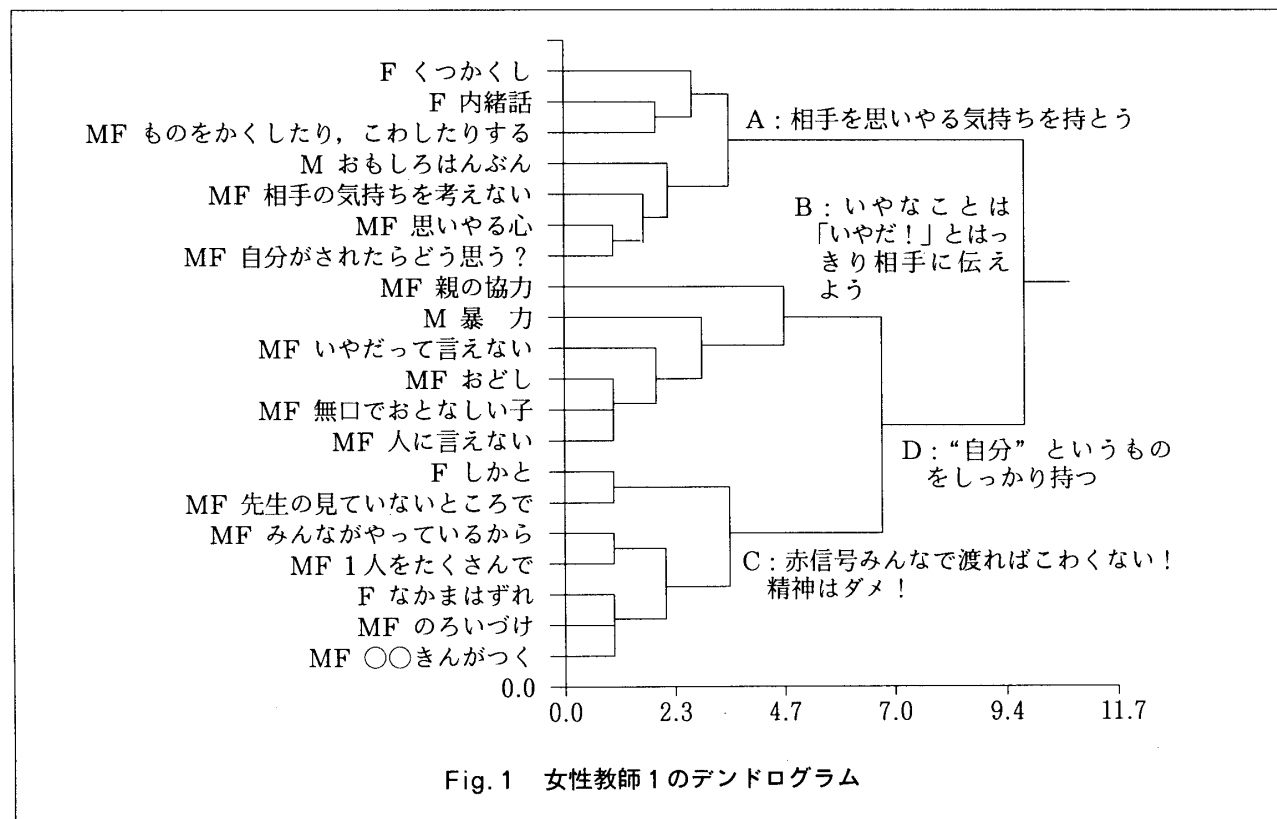 F くつかくし
F 内緒話
MF ものをかくしたり，こわしたりする
M おもしろはんぶん
MF 相手の気持ちを考えない
MF 思いやる心
MF 自分がされたらどう思う？
MF 親の協力
M 暴　力
MF いやだって言えない
MF おどし
MF 無口でおとなしい子
MF 人に言えない
F しかと
MF 先生の見ていないところで
MF みんながやっているから
MF 1人をたくさんで
F なかまはずれ
MF のろいづけ
MF ○○きんがつく
A：相手を思いやる気持ちを持とう
B：いやなことは
「いやだ！」とはっ
きり相手に伝え
よう
D：“自分” というもの
をしっかり持つ
C：赤信号みんなで渡ればこわくない！
精神はダメ！
0.0
0.0 2.3 4.7 7.0 9.4 11.7
Fig. 1　女性教師1のデンドログラム